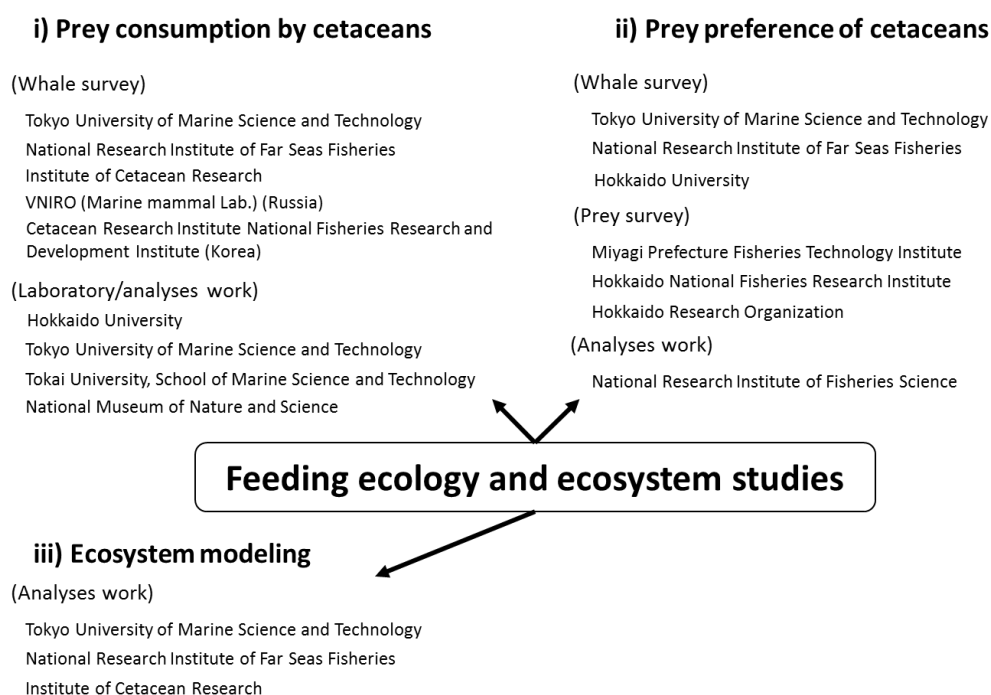 i) Prey consumption by cetaceans
(Whale survey)
Tokyo University of Marine Science and Technology
National Research Institute of Far Seas Fisheries
Institute of Cetacean Research
VNIRO (Marine mammal Lab.) (Russia)
Cetacean Research Institute National Fisheries Research and
Development Institute (Korea)
(Laboratory/analyses work)
Hokkaido University
Tokyo University of Marine Science and Technology
Tokai University, School of Marine Science and Technology
National Museum of Nature and Science
ii) Prey preference of cetaceans
(Whale survey)
Tokyo University of Marine Science and Technology
National Research Institute of Far Seas Fisheries
Hokkaido University
(Prey survey)
Miyagi Prefecture Fisheries Technology Institute
Hokkaido National Fisheries Research Institute
Hokkaido Research Organization
(Analyses work)
National Research Institute of Fisheries Science
Feeding ecology and ecosystem studies
iii) Ecosystem modeling
(Analyses work)
Tokyo University of Marine Science and Technology
National Research Institute of Far Seas Fisheries
Institute of Cetacean Research